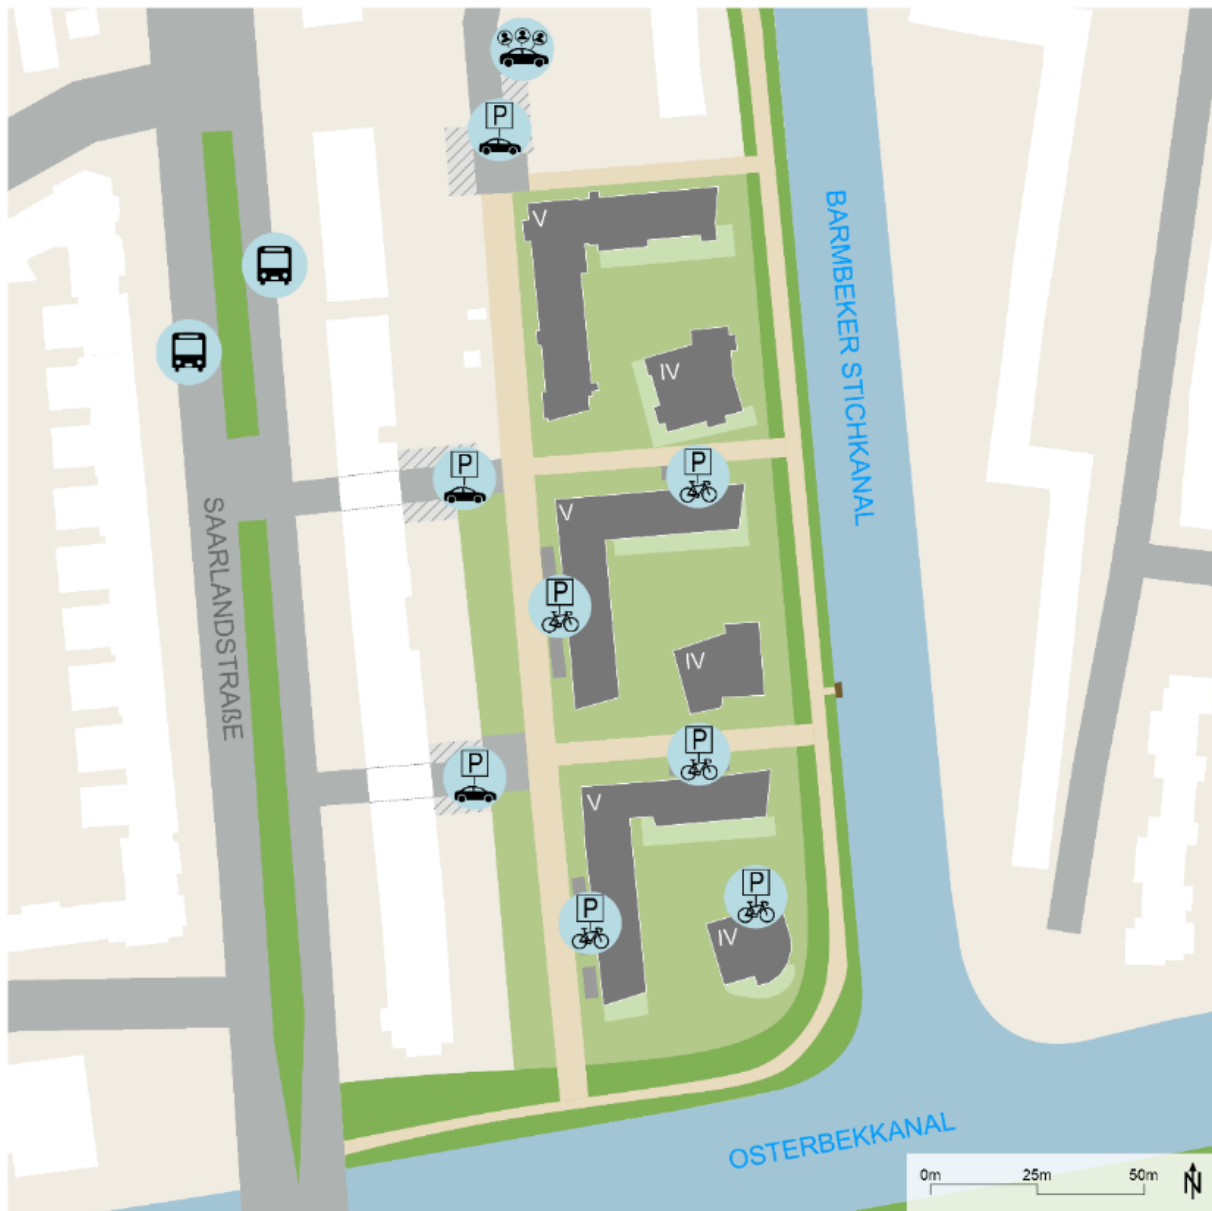 P
V
BARMBEKER STICHKANAL
IV
P
P
V
SAARLANDSTRAßE
P
IV
P
P
V
P
P
IV
OSTERBEKKANAL
0m 25m 50m N